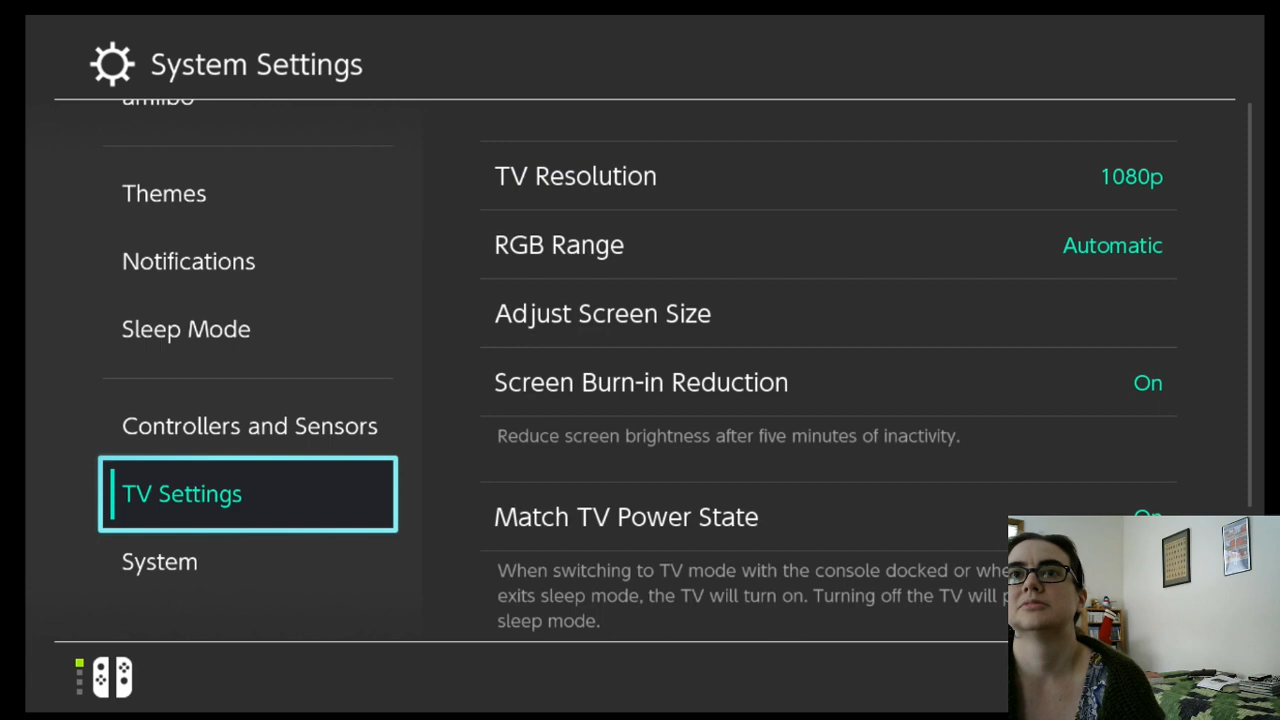 System Settings
amiibo
Themes
Notifications
Sleep Mode
Controllers and Sensors
TV Settings
System
TV Resolution 1080p
RGB Range Automatic
Adjust Screen Size
Screen Burn-in Reduction On
Reduce screen brightness after five minutes of inactivity.
Match TV Power State On
When switching to TV mode with the console docked or whe
exits sleep mode, the TV will turn on. Turning off the TV will p
sleep mode.